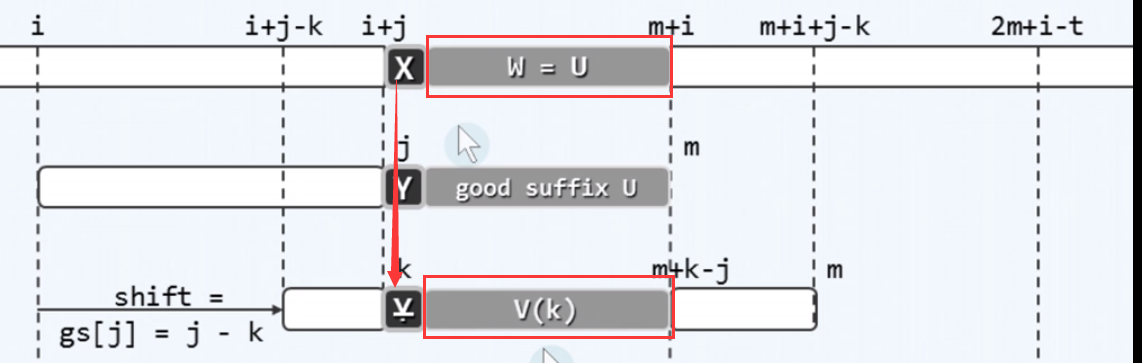 i i+j-k i+j m+i m+i+j-k 2m+i-t
X W = U
j m
Y good suffix U
k m+k-j m
shift =
Y V(k)
gs[j] = j - k